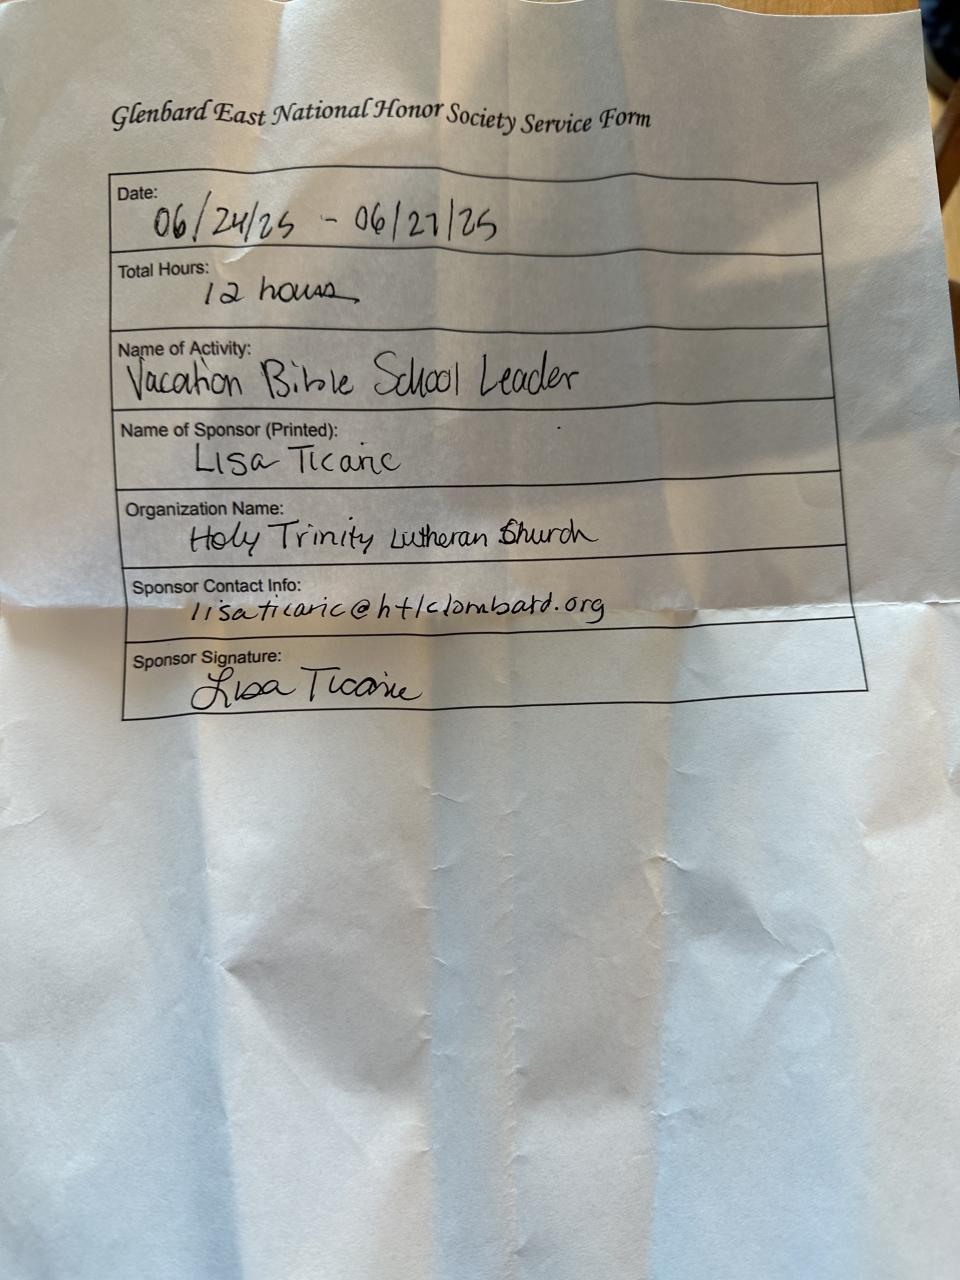 Glenbard East National Honor Society Service Form
Date:
06/24/25 - 06/27/25
Total Hours:
12 hours
Name of Activity:
Vacation Bible School Leader
Name of Sponsor (Printed):
Lisa Ticaric
Organization Name:
Holy Trinity Lutheran Church
Sponsor Contact Info:
lisaticaric@htlclombard.org
Sponsor Signature:
Lisa Ticaric